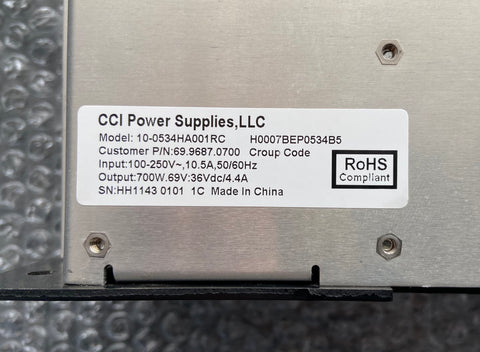 CCI Power Supplies,LLC
Model: 10-0534HA001RC H0007BEP0534B5
Customer P/N:69.9687.0700 Croup Code
Input:100-250V~,10.5A,50/60Hz
Output:700W.69V:36Vdc/4.4A
SN:HH1143 0101 1C Made In China
RoHS
Compliant